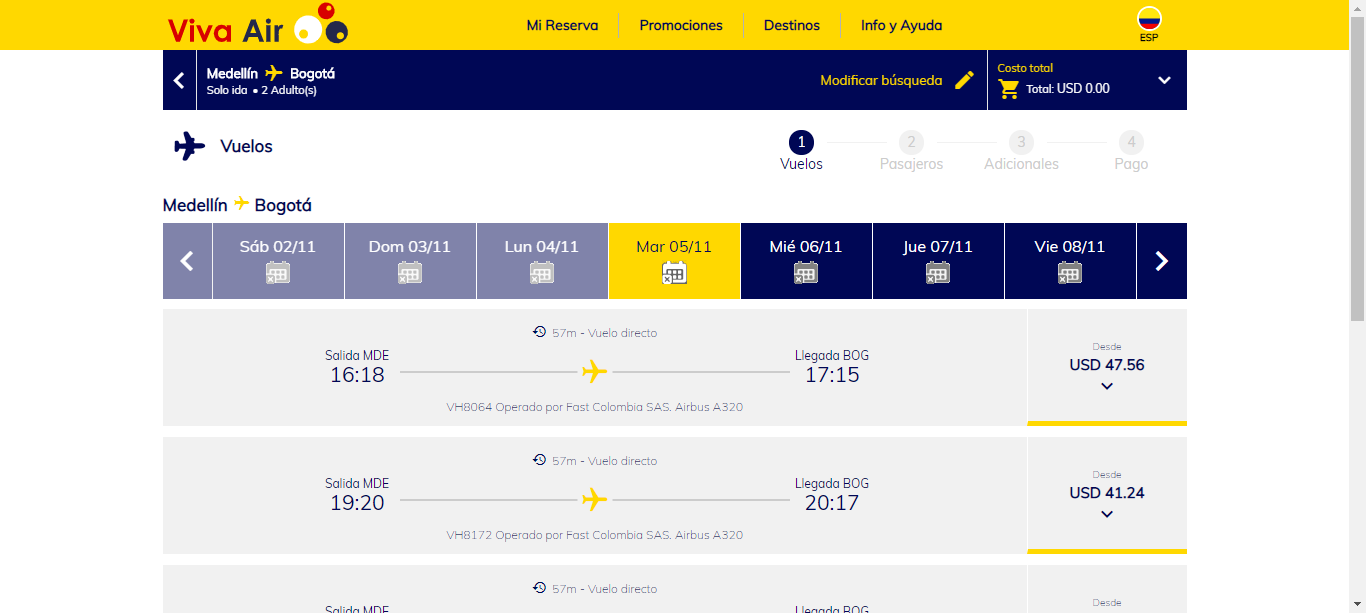 Viva Air
Mi Reserva
Promociones
Destinos
Info y Ayuda
ESP
Medellín Bogotá
Solo ida • 2 Adulto(s)
Modificar búsqueda
Costo total
Total: USD 0.00
Vuelos
1 2 3 4
Vuelos Pasajeros Adicionales Pago
Medellín Bogotá
Sáb 02/11 Dom 03/11 Lun 04/11 Mar 05/11 Mié 06/11 Jue 07/11 Vie 08/11
57m - Vuelo directo
Salida MDE Llegada BOG
16:18 17:15
VH8064 Operado por Fast Colombia SAS. Airbus A320
Desde
USD 47.56
57m - Vuelo directo
Salida MDE Llegada BOG
19:20 20:17
VH8172 Operado por Fast Colombia SAS. Airbus A320
Desde
USD 41.24
57m - Vuelo directo
Salida MDE Llegada BOG
Desde